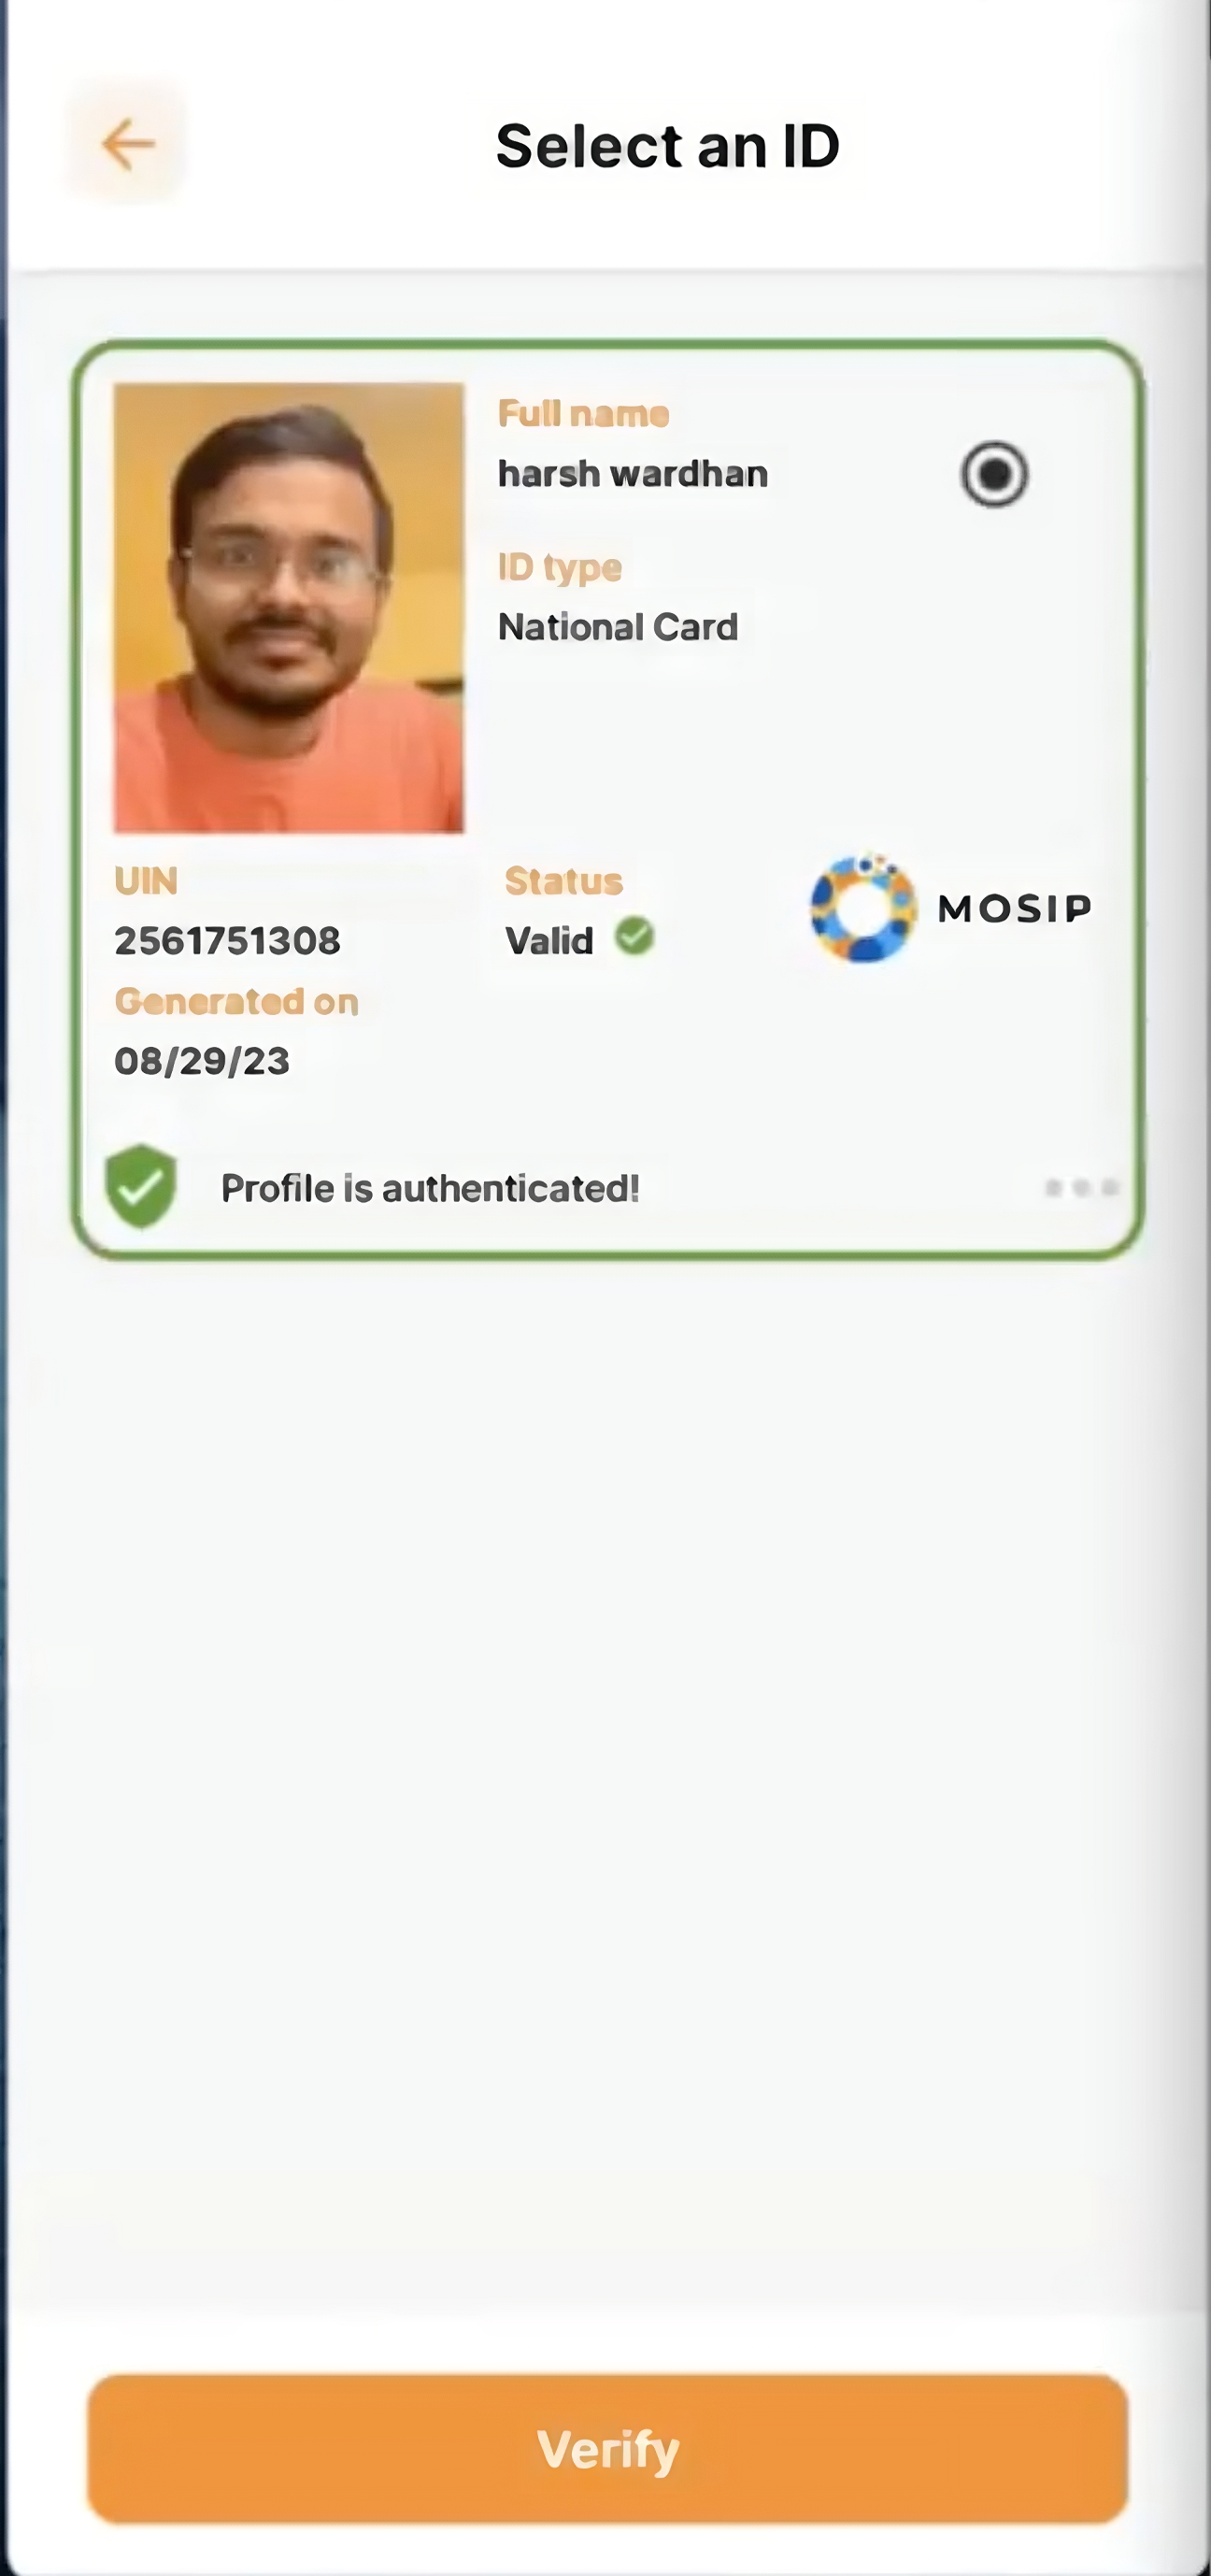 Select an ID
Full name
harsh wardhan
ID type
National Card
UIN
2561751308
Status
Valid
MOSIP
Generated on
08/29/23
Profile is authenticated!
Verify